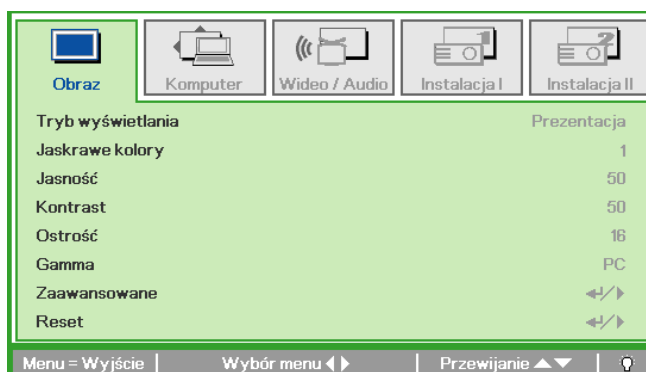 Obraz Komputer Wideo / Audio Instalacja I Instalacja II
Tryb wyświetlania Prezentacja
Jaskrawe kolory 1
Jasność 50
Kontrast 50
Ostrość 16
Gamma PC
Zaawansowane
Reset
Menu = Wyjście Wybór menu Przewijanie